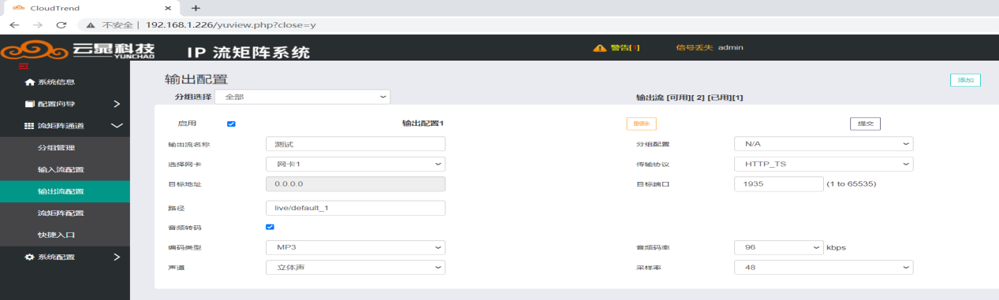 CloudTrend
不安全 | 192.168.1.226/yuview.php?close=y
云晁科技 YUNCHAO IP 流矩阵系统 警告[1] 信号丢失 admin
系统信息
配置向导
流矩阵通道
分组管理
输入流配置
输出流配置
流矩阵配置
快捷入口
系统配置
输出配置 添加
分组选择 全部 输出流 [可用][ 2] [已用][1]
启用 输出配置1 删除 提交
输出流名称 测试 分组配置 N/A
选择网卡 网卡1 传输协议 HTTP_TS
目标地址 0.0.0.0 目标端口 1935 (1 to 65535)
路径 live/default_1
音频转码
编码类型 MP3 音频码率 96 kbps
声道 立体声 采样率 48